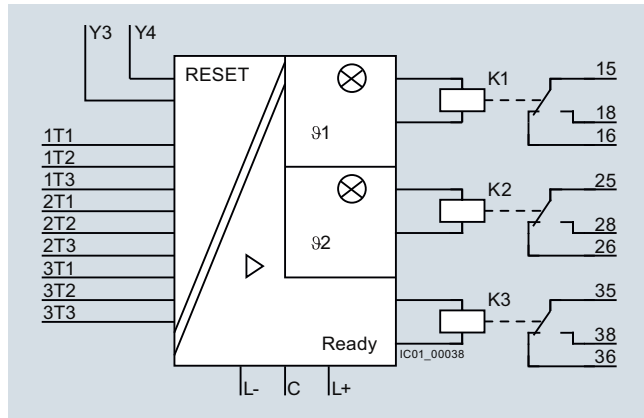 Y3 Y4
RESET
K1
15
18
16
ϑ1
1T1
1T2
1T3
2T1
2T2
2T3
3T1
3T2
3T3
K2
25
28
26
ϑ2
K3
35
38
36
Ready
IC01_00038
L- C L+